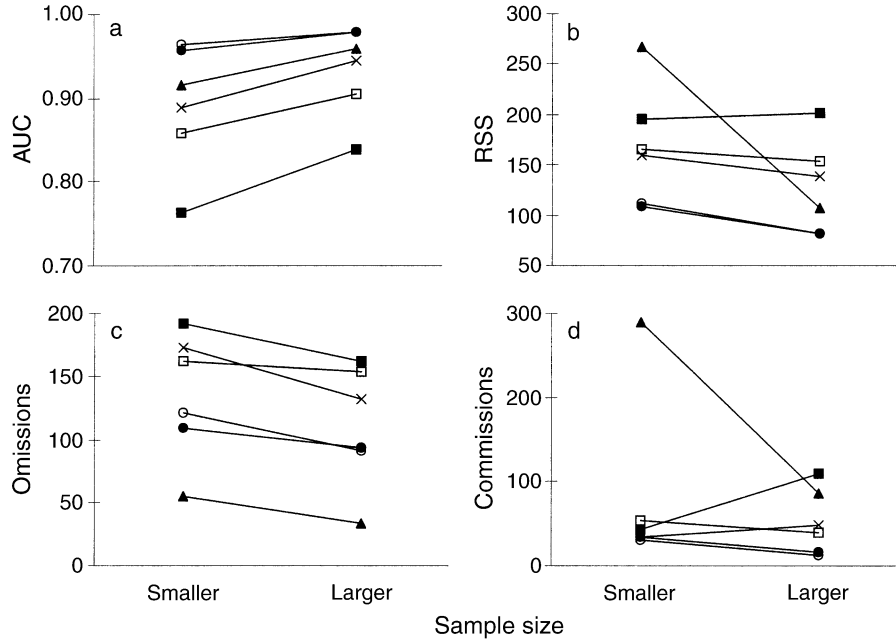 a
1.00
0.90
0.80
0.70
AUC
b
300
250
200
150
100
50
RSS
c
200
150
100
50
0
Omissions
Smaller Larger
d
300
200
100
0
Commissions
Smaller Larger
Sample size